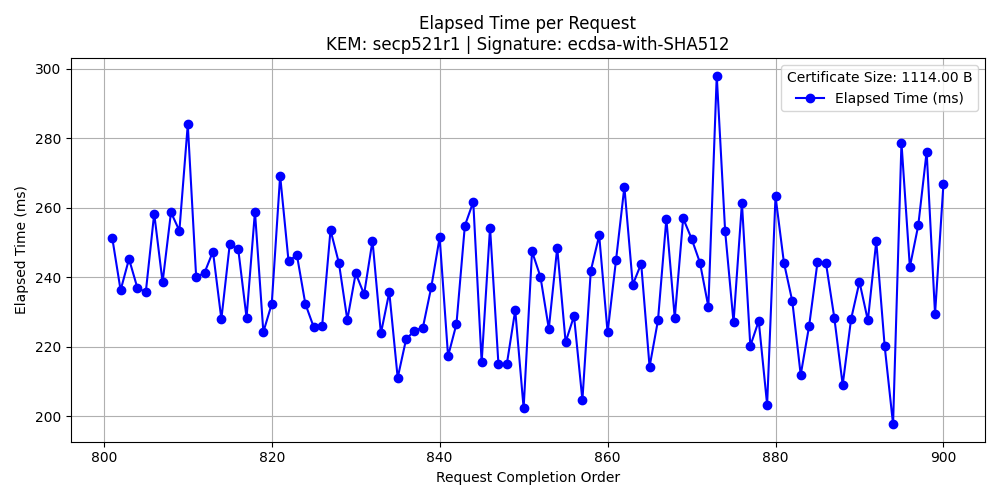 Elapsed Time per Request
KEM: secp521r1 | Signature: ecdsa-with-SHA512
Certificate Size: 1114.00 B
Elapsed Time (ms)
Elapsed Time (ms)
300
280
260
240
220
200
800
820
840
860
880
900
Request Completion Order